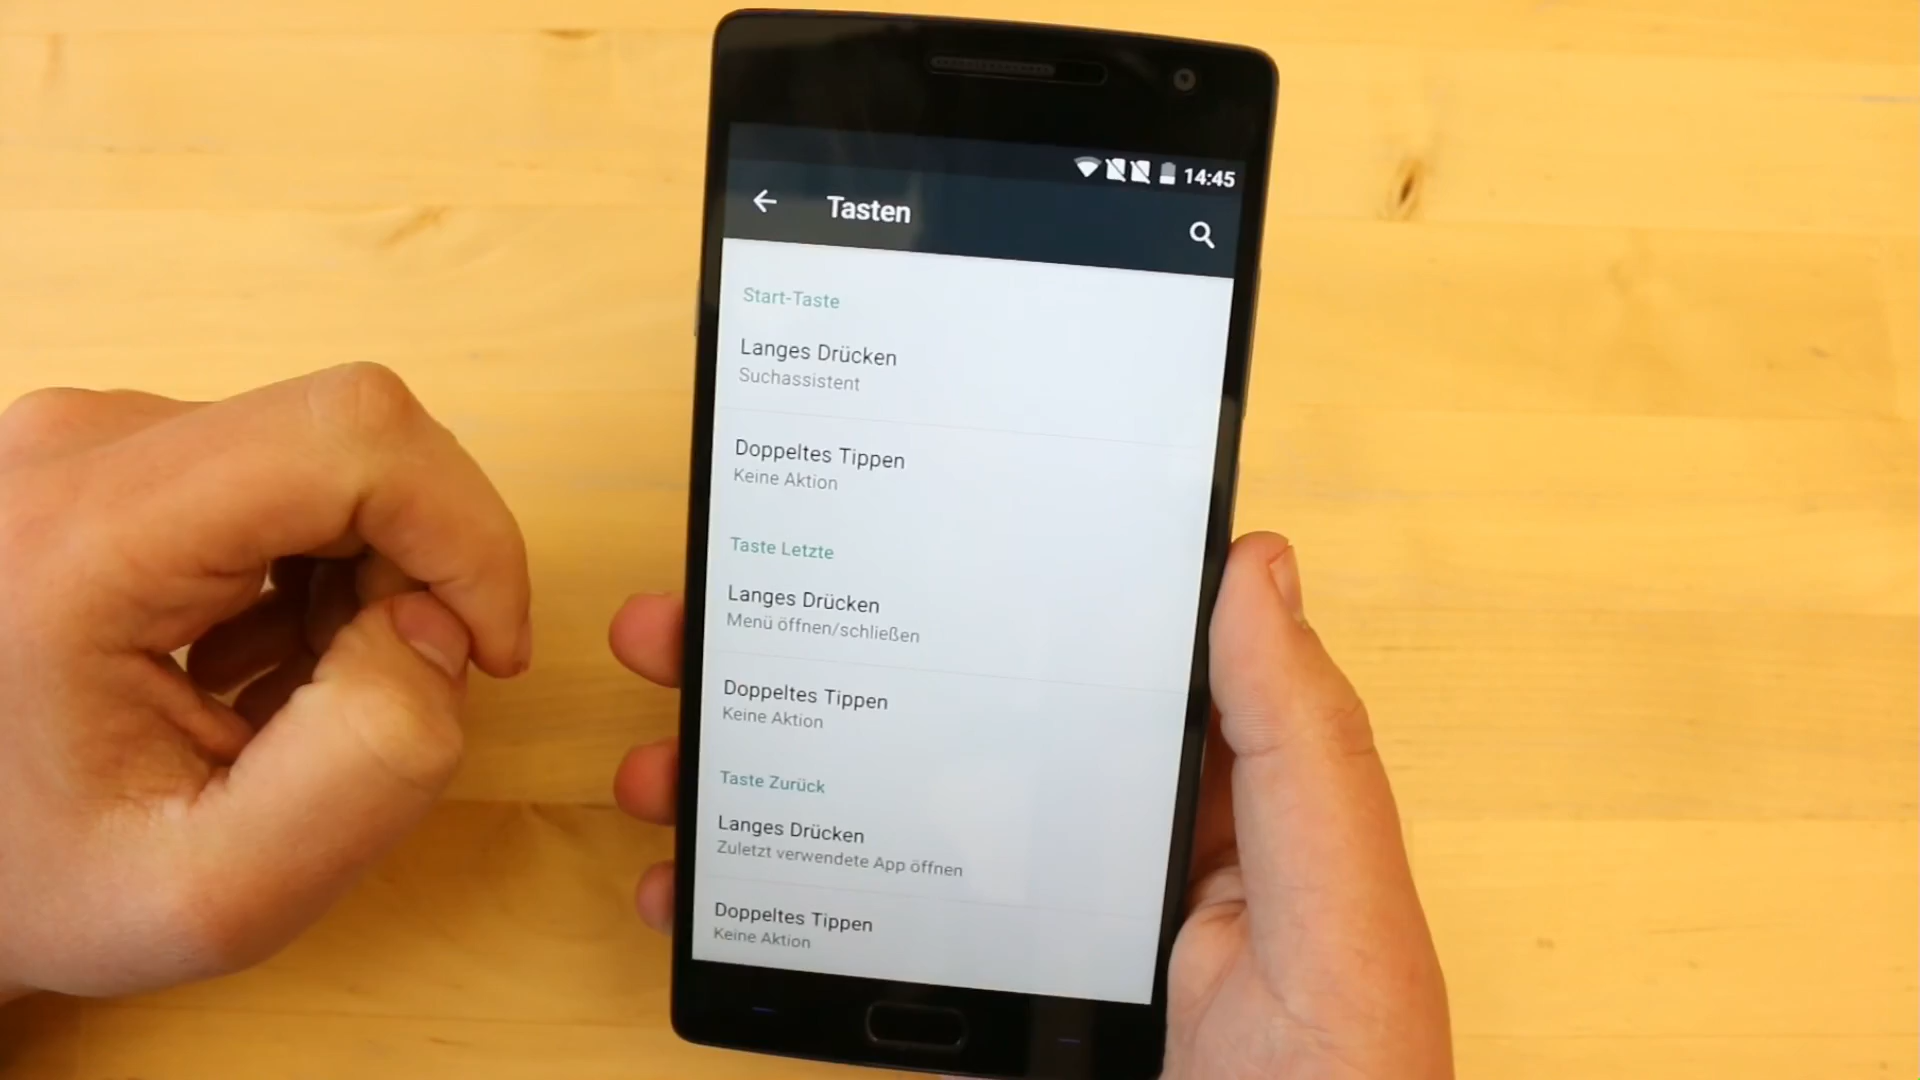 14:45
Tasten
Start-Taste
Langes Drücken
Suchassistent
Doppeltes Tippen
Keine Aktion
Taste Letzte
Langes Drücken
Menü öffnen/schließen
Doppeltes Tippen
Keine Aktion
Taste Zurück
Langes Drücken
Zuletzt verwendete App öffnen
Doppeltes Tippen
Keine Aktion